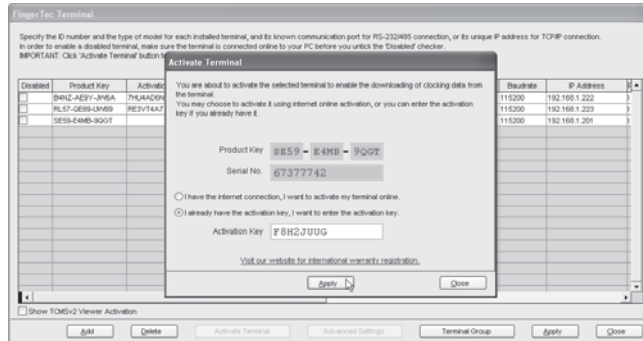 FingerTec Terminal
Specify the ID number and the type of model for each installed terminal, and its known communication port for RS-232/485 connection, or its unique IP address for TCP/IP connection.
In order to enable a disabled terminal, make sure the terminal is connected online to your PC before you untick the 'Disabled' checker.
IMPORTANT: Click 'Activate Terminal' button t
Activate Terminal
You are about to activate the selected terminal to enable the downloading of clocking data from
the terminal.
You may choose to activate it using internet online activation, or you can enter the activation
key if you already have it.
Product Key SE59 - E4MB - 9QGT
Serial No. 67377742
I have the internet connection, I want to activate my terminal online.
I already have the activation key, I want to enter the activation key.
Activation Key F8H2JUUG
Visit our website for international warranty registration.
Apply Close
Disabled Product Key Activatio Baudrate IP Address
B4NZ-AE9Y-JW6A 7HU4AD6N 115200 192.168.1.222
RL57-GE89-UW89 RE3VT4A7 115200 192.168.1.223
SE59-E4MB-9QGT 115200 192.168.1.201
Show TCMSv2 Viewer Activation
Add Delete Activate Terminal Advanced Settings Terminal Group Apply Close